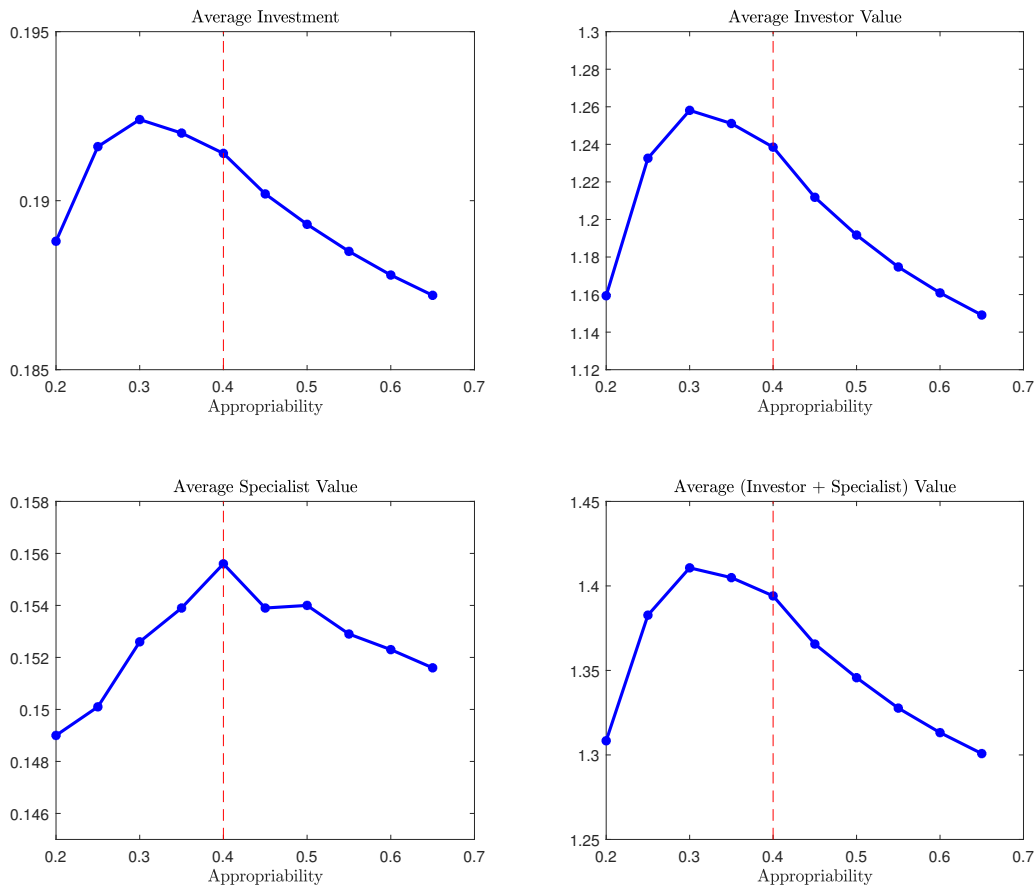 Average Investment
0.195
0.19
0.185
0.2 0.3 0.4 0.5 0.6 0.7
Appropriability
Average Investor Value
1.3
1.28
1.26
1.24
1.22
1.2
1.18
1.16
1.14
1.12
0.2 0.3 0.4 0.5 0.6 0.7
Appropriability
Average Specialist Value
0.158
0.156
0.154
0.152
0.15
0.148
0.146
0.2 0.3 0.4 0.5 0.6 0.7
Appropriability
Average (Investor + Specialist) Value
1.45
1.4
1.35
1.3
1.25
0.2 0.3 0.4 0.5 0.6 0.7
Appropriability